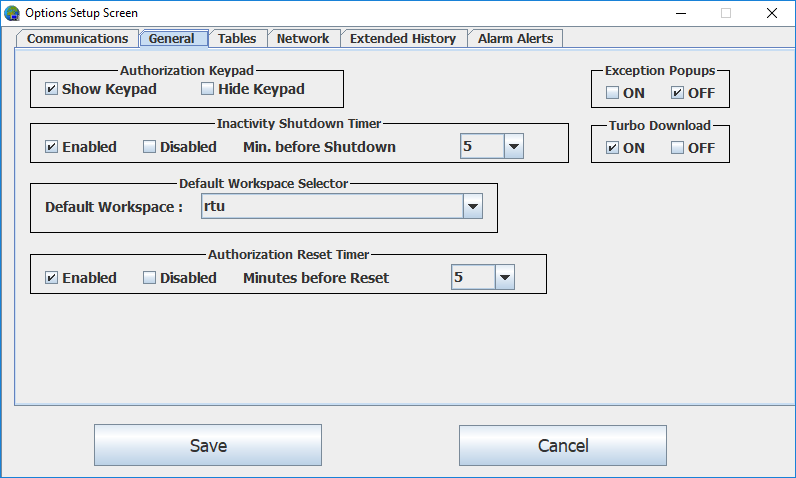 Options Setup Screen
Communications General Tables Network Extended History Alarm Alerts
Authorization Keypad Exception Popups
Show Keypad Hide Keypad ON OFF
Inactivity Shutdown Timer Turbo Download
Enabled Disabled Min. before Shutdown 5 ON OFF
Default Workspace Selector
Default Workspace : rtu
Authorization Reset Timer
Enabled Disabled Minutes before Reset 5
Save Cancel